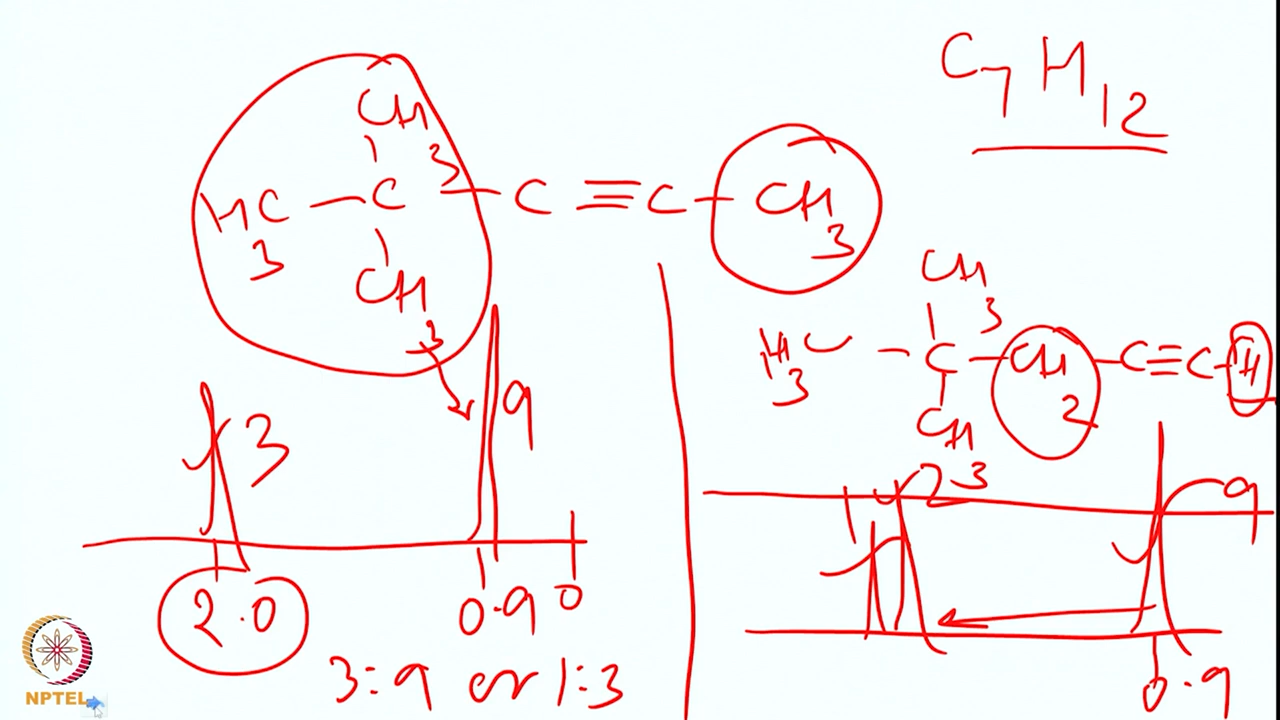 C7H12
CH3
H3C — C — C ≡ C — CH3
CH3
CH3
H3C — C — CH2 — C ≡ C — H
CH3
3
9
2.0
0.9
0
3:9 or 1:3
1
2
9
0.9
NPTEL